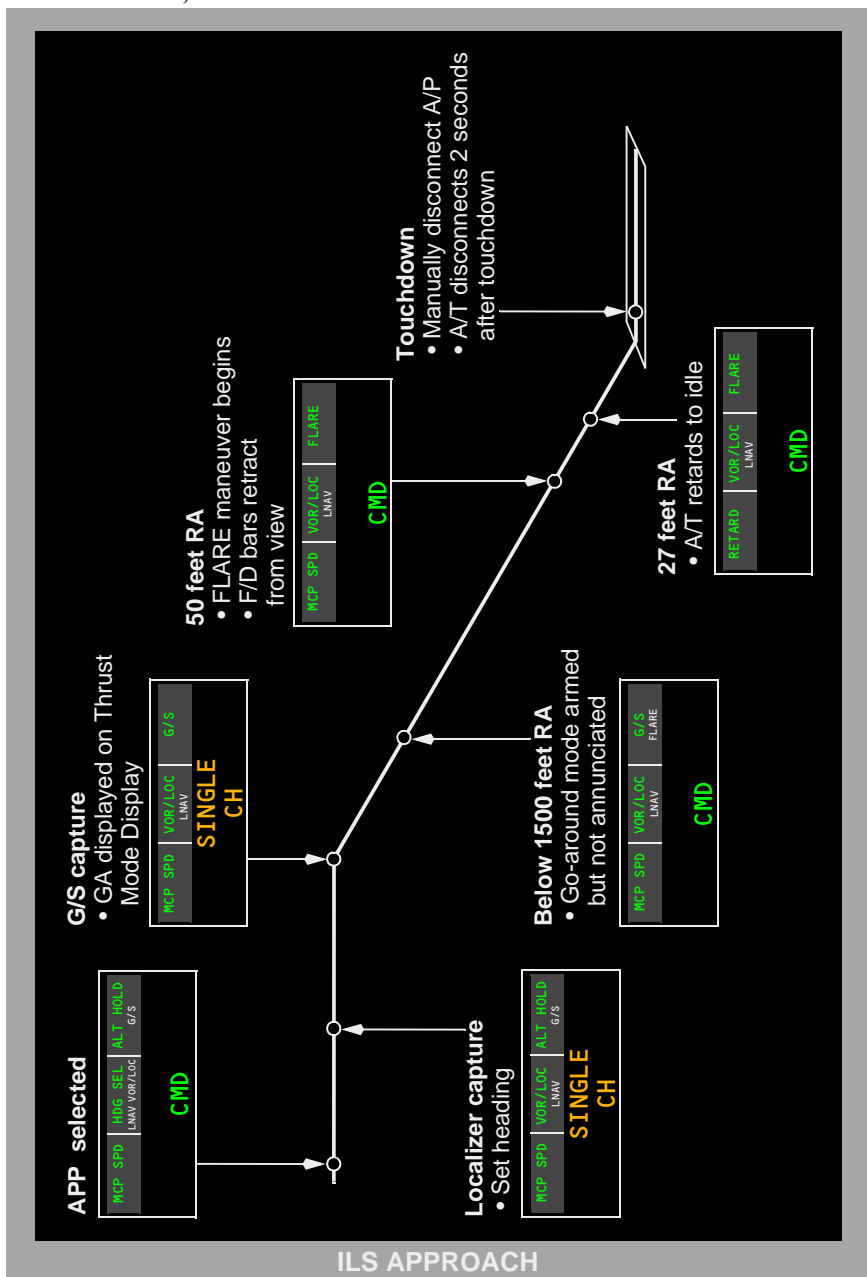 APP selected
MCP SPD HDG SEL ALT HOLD
LNAV VOR/LOC G/S
CMD
Localizer capture
• Set heading
MCP SPD VOR/LOC ALT HOLD
LNAV G/S
SINGLE
CH
G/S capture
• GA displayed on Thrust
Mode Display
MCP SPD VOR/LOC G/S
LNAV
SINGLE
CH
Below 1500 feet RA
• Go-around mode armed
but not annunciated
MCP SPD VOR/LOC G/S
LNAV FLARE
CMD
50 feet RA
• FLARE maneuver begins
• F/D bars retract
from view
MCP SPD VOR/LOC FLARE
LNAV
CMD
27 feet RA
• A/T retards to idle
RETARD VOR/LOC FLARE
LNAV
CMD
Touchdown
• Manually disconnect A/P
• A/T disconnects 2 seconds
after touchdown
ILS APPROACH